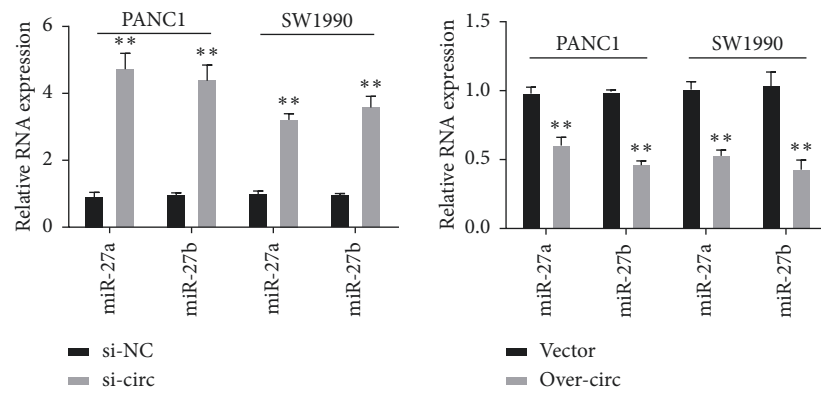 Relative RNA expression
6
4
2
0
PANC1
SW1990
**
**
**
**
miR-27a
miR-27b
miR-27a
miR-27b
si-NC
si-circ
Relative RNA expression
1.5
1.0
0.5
0.0
PANC1
SW1990
**
**
**
**
miR-27a
miR-27b
miR-27a
miR-27b
Vector
Over-circ